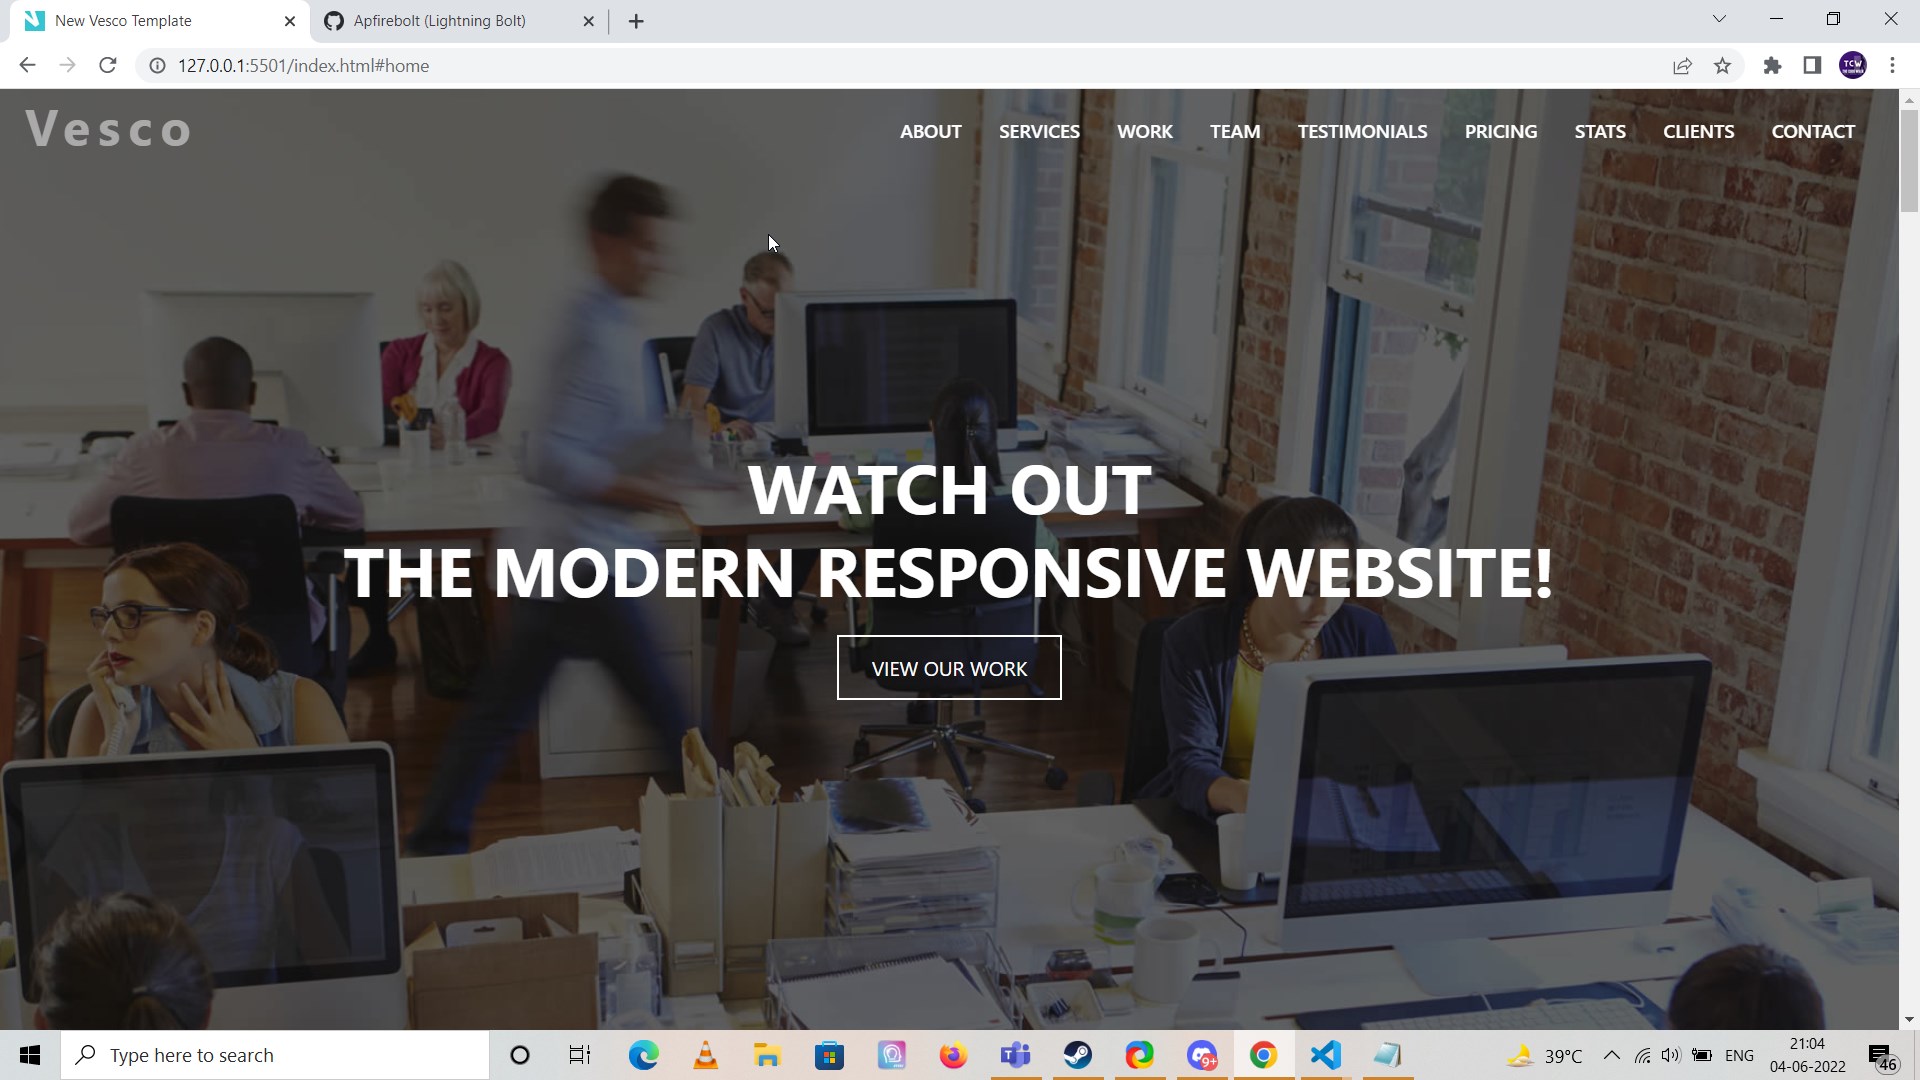 New Vesco Template
Apfirebolt (Lightning Bolt)
127.0.0.1:5501/index.html#home
TCW
Vesco
ABOUT SERVICES WORK TEAM TESTIMONIALS PRICING STATS CLIENTS CONTACT
WATCH OUT
THE MODERN RESPONSIVE WEBSITE!
VIEW OUR WORK
Type here to search
9+
39°C
ENG
21:04
04-06-2022
46